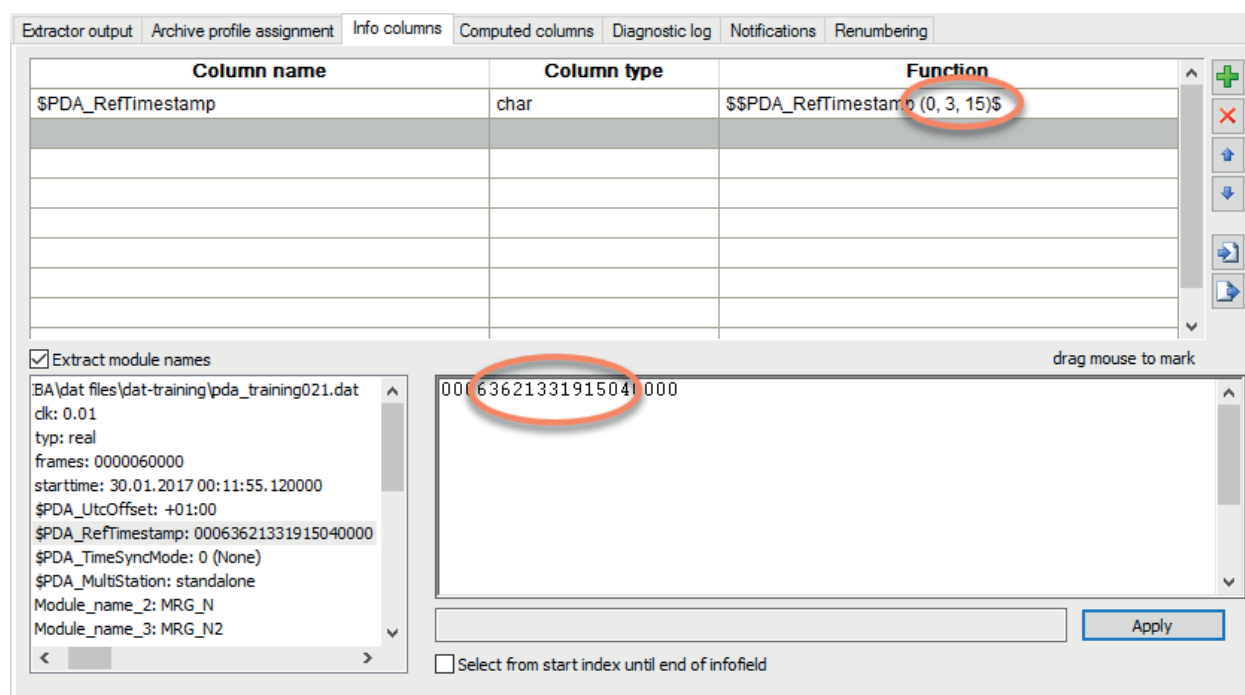 Extractor output Archive profile assignment Info columns Computed columns Diagnostic log Notifications Renumbering
Column name Column type Function
$PDA_RefTimestamp char $$PDA_RefTimestamp (0, 3, 15)$
Extract module names
drag mouse to mark
:BA\dat files\dat-training\pda_training021.dat
clk: 0.01
typ: real
frames: 0000060000
starttime: 30.01.2017 00:11:55.120000
$PDA_UtcOffset: +01:00
$PDA_RefTimestamp: 00063621331915040000
$PDA_TimeSyncMode: 0 (None)
$PDA_MultiStation: standalone
Module_name_2: MRG_N
Module_name_3: MRG_N2
00063621331915040000
Apply
Select from start index until end of infofield